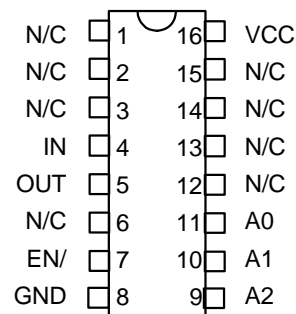 N/C 1 16 VCC
N/C 2 15 N/C
N/C 3 14 N/C
IN 4 13 N/C
OUT 5 12 N/C
N/C 6 11 A0
EN/ 7 10 A1
GND 8 9 A2